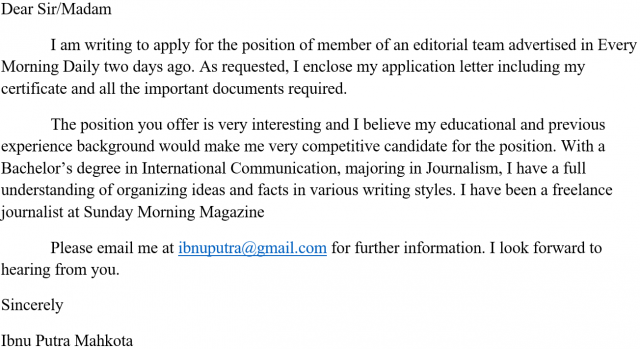 Dear Sir/Madam
I am writing to apply for the position of member of an editorial team advertised in Every
Morning Daily two days ago. As requested, I enclose my application letter including my
certificate and all the important documents required.
The position you offer is very interesting and I believe my educational and previous
experience background would make me very competitive candidate for the position. With a
Bachelor’s degree in International Communication, majoring in Journalism, I have a full
understanding of organizing ideas and facts in various writing styles. I have been a freelance
journalist at Sunday Morning Magazine
Please email me at ibnuputra@gmail.com for further information. I look forward to
hearing from you.
Sincerely
Ibnu Putra Mahkota